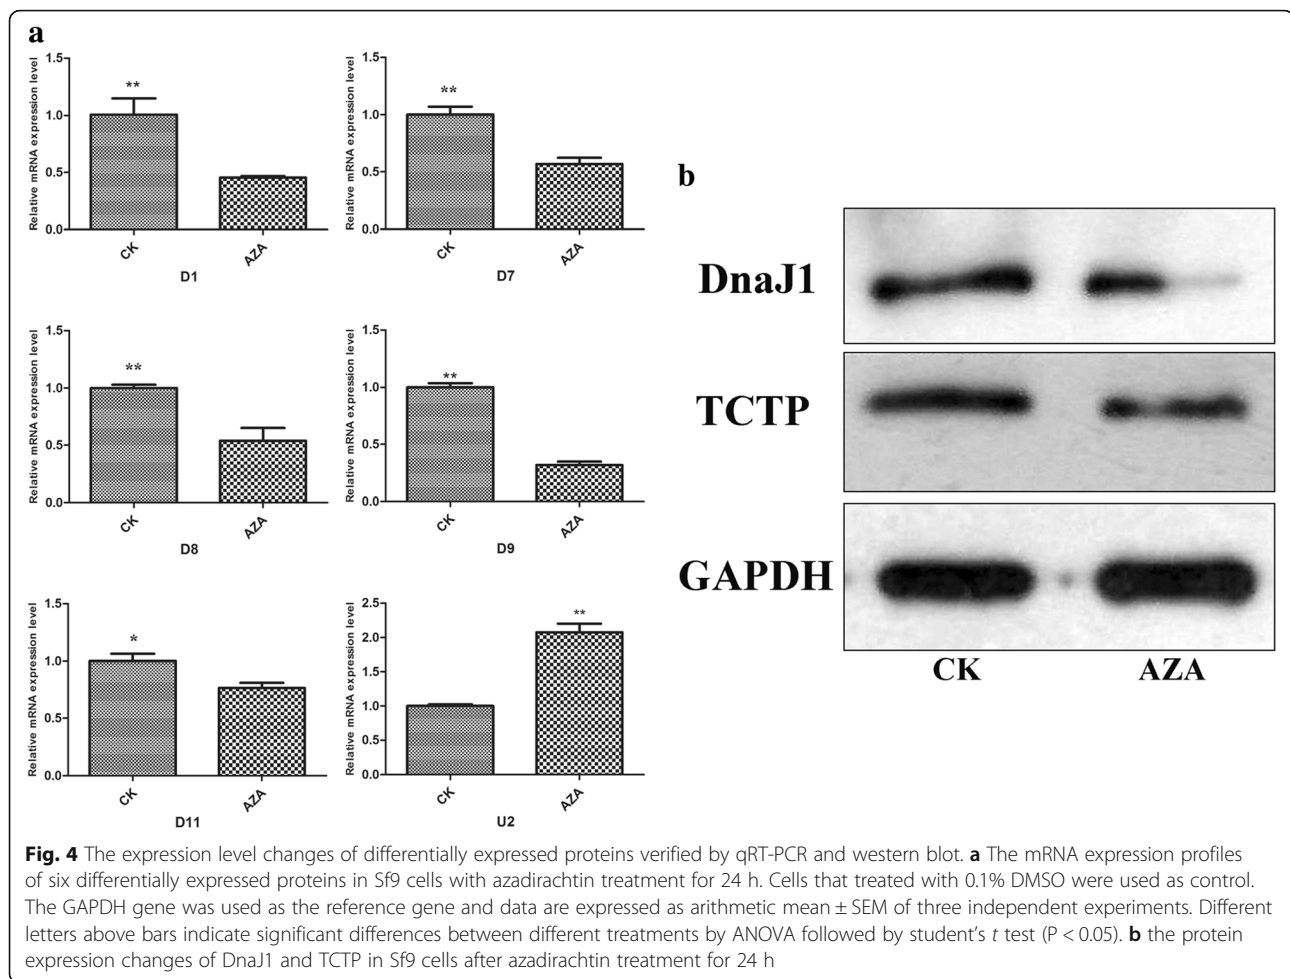 a
Relative mRNA expression level
1.5
1.0
0.5
0.0
**
CK
AZA
D1
Relative mRNA expression level
1.5
1.0
0.5
0.0
**
CK
AZA
D7
Relative mRNA expression level
1.5
1.0
0.5
0.0
**
CK
AZA
D8
Relative mRNA expression level
1.5
1.0
0.5
0.0
**
CK
AZA
D9
Relative mRNA expression level
1.5
1.0
0.5
0.0
*
CK
AZA
D11
Relative mRNA expression level
2.5
2.0
1.5
1.0
0.5
0.0
**
CK
AZA
U2
b
DnaJ1
TCTP
GAPDH
CK
AZA
Fig. 4 The expression level changes of differentially expressed proteins verified by qRT-PCR and western blot. a The mRNA expression profiles
of six differentially expressed proteins in Sf9 cells with azadirachtin treatment for 24 h. Cells that treated with 0.1% DMSO were used as control.
The GAPDH gene was used as the reference gene and data are expressed as arithmetic mean ± SEM of three independent experiments. Different
letters above bars indicate significant differences between different treatments by ANOVA followed by student's t test (P < 0.05). b the protein
expression changes of DnaJ1 and TCTP in Sf9 cells after azadirachtin treatment for 24 h